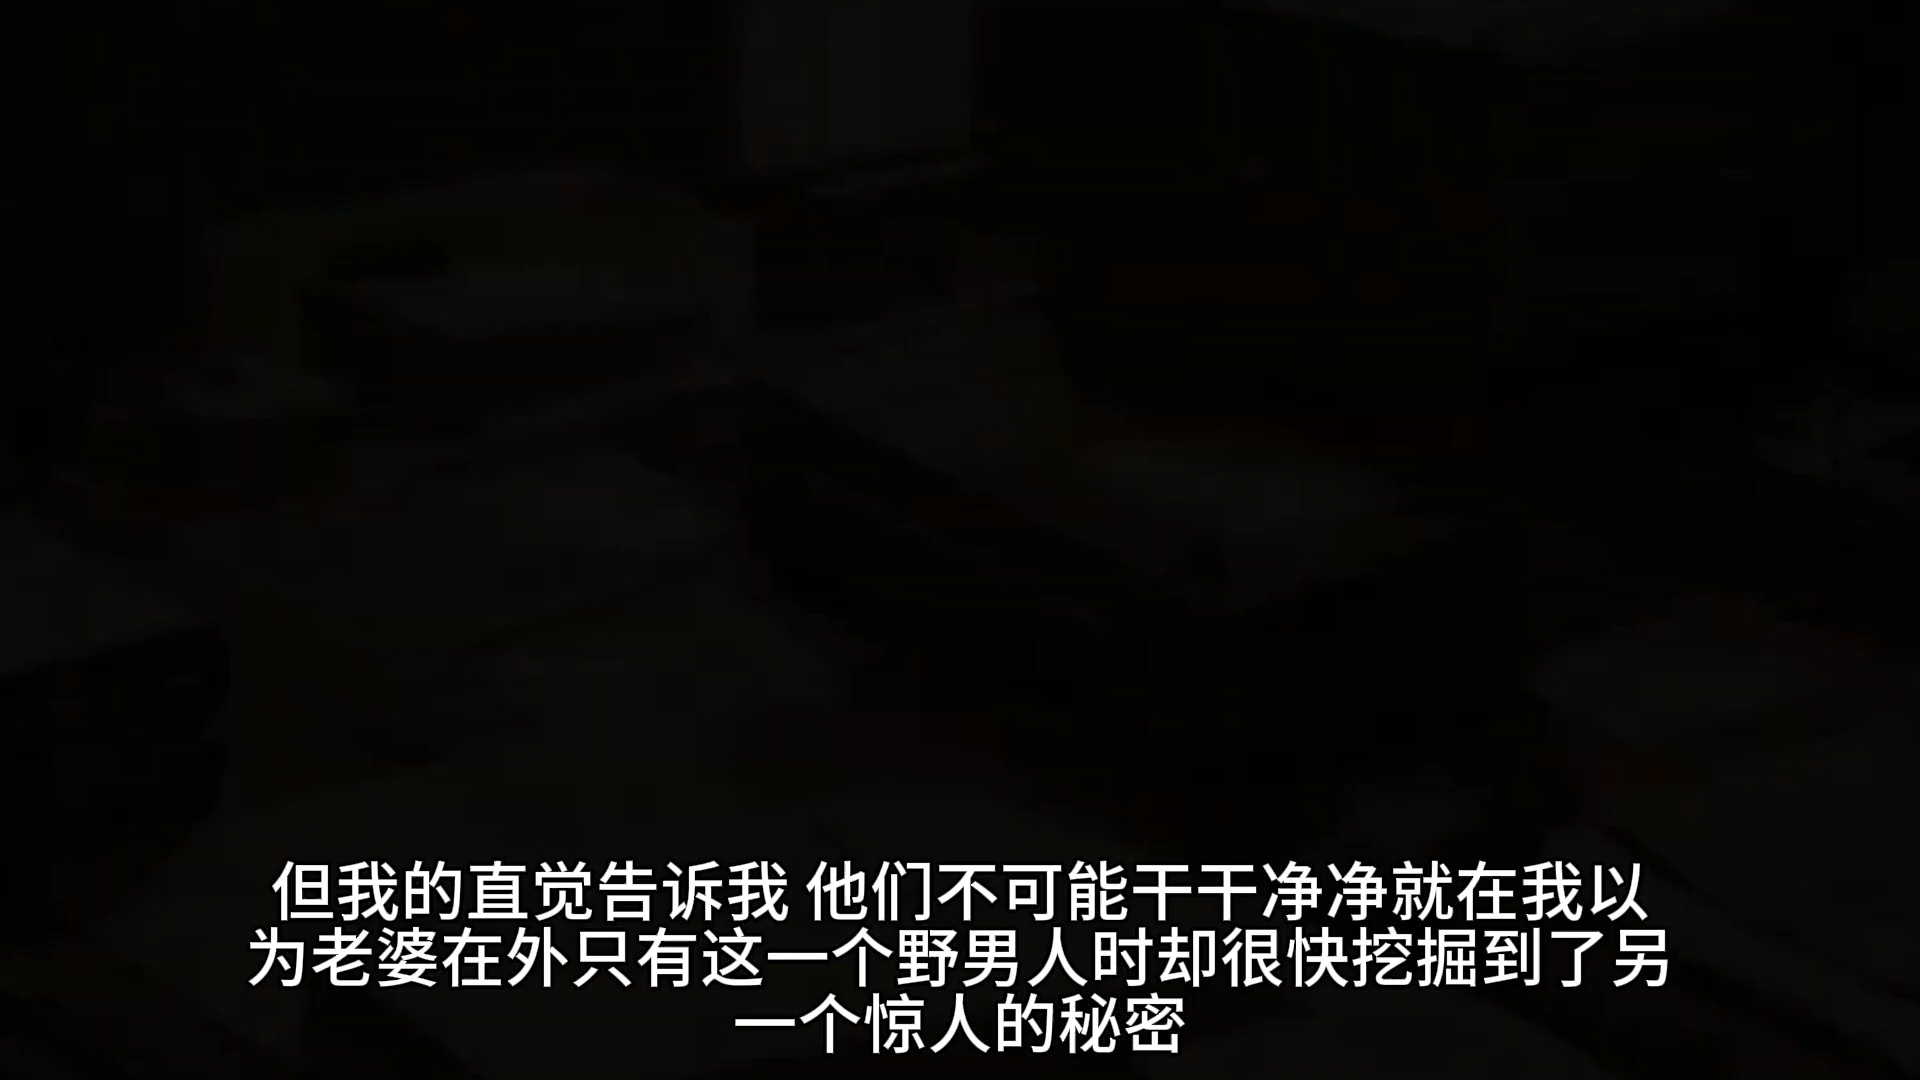 但我的直觉告诉我 他们不可能干干净净就在我以
为老婆在外只有这一个野男人时却很快挖掘到了另
一个惊人的秘密